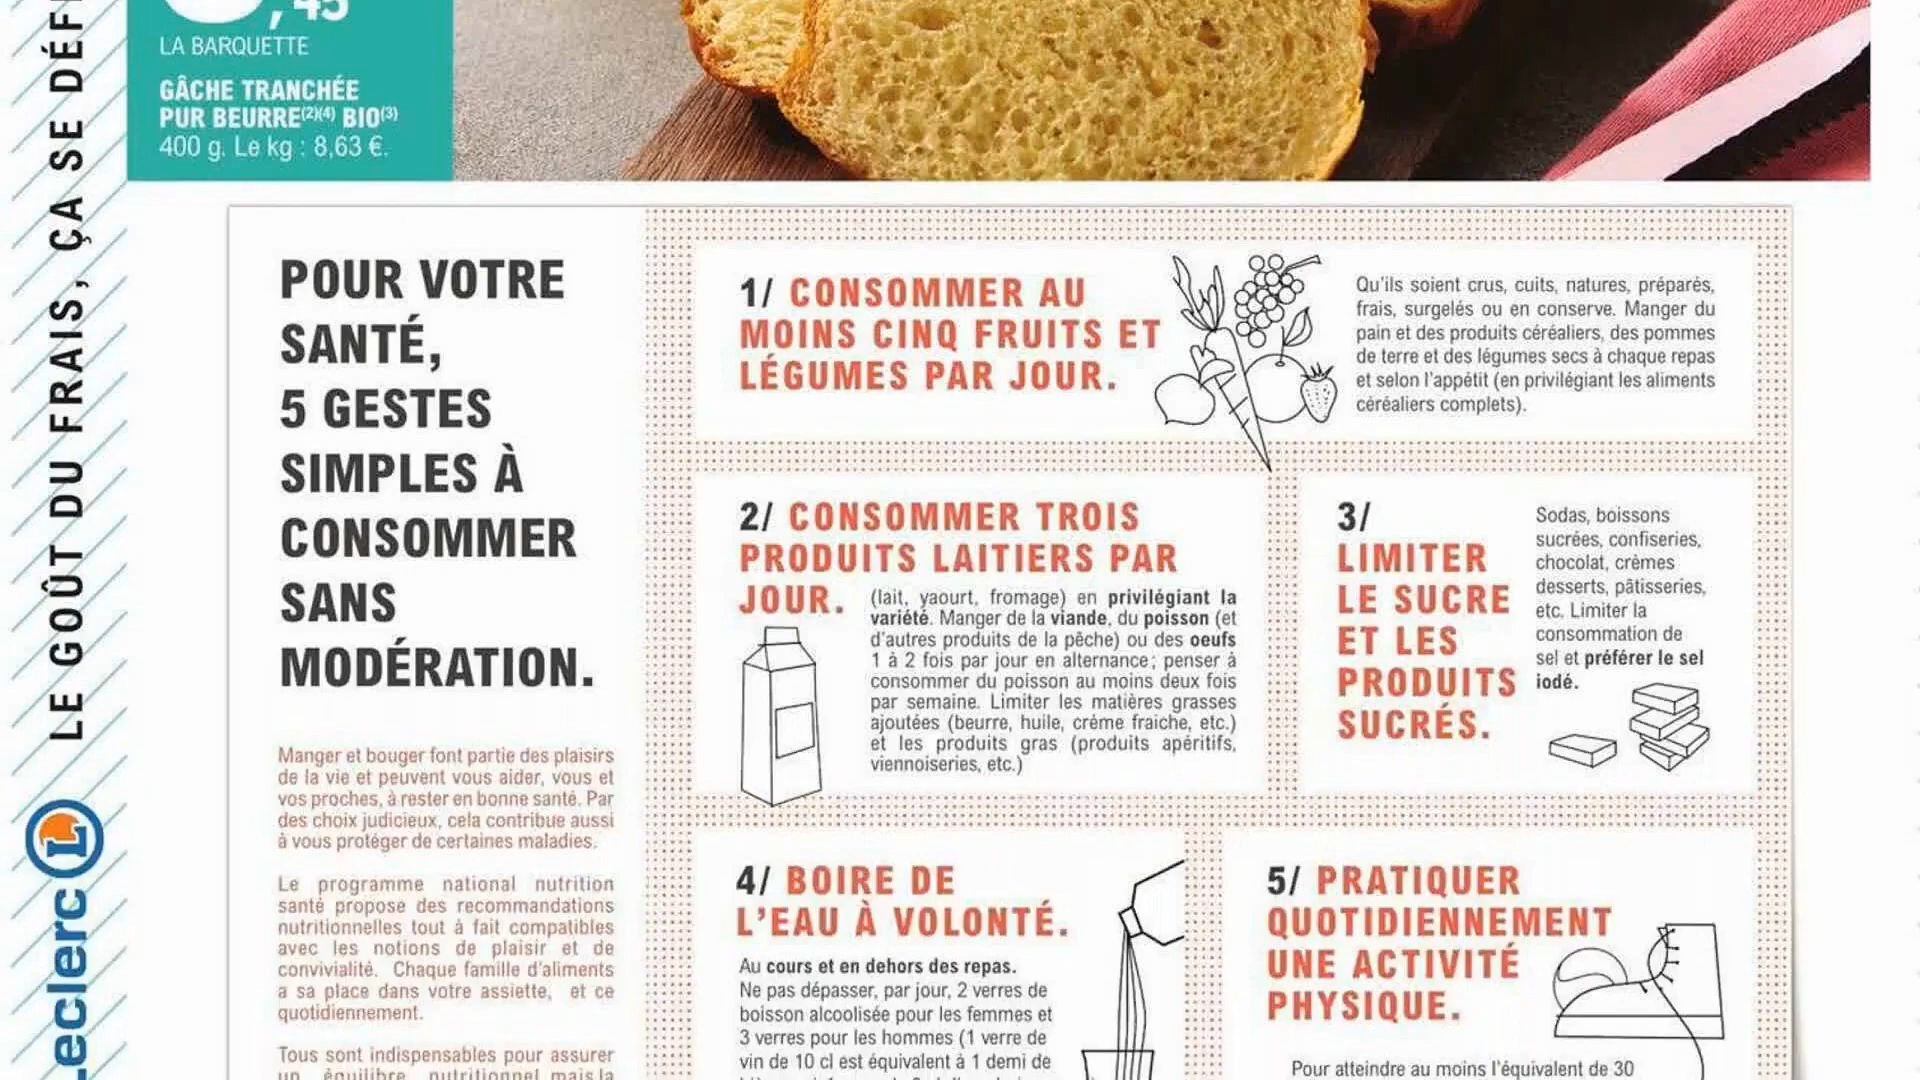 ,45
LA BARQUETTE
GÂCHE TRANCHÉE
PUR BEURRE(2)(4) BIO(3)
400 g. Le kg : 8,63 €.
LE GOÛT DU FRAIS, ÇA SE DÉF
Leclerc L
POUR VOTRE
SANTÉ,
5 GESTES
SIMPLES À
CONSOMMER
SANS
MODÉRATION.
Manger et bouger font partie des plaisirs
de la vie et peuvent vous aider, vous et
vos proches, à rester en bonne santé. Par
des choix judicieux, cela contribue aussi
à vous protéger de certaines maladies.
Le programme national nutrition
santé propose des recommandations
nutritionnelles tout à fait compatibles
avec les notions de plaisir et de
convivialité. Chaque famille d'aliments
a sa place dans votre assiette, et ce
quotidiennement.
Tous sont indispensables pour assurer
un équilibre nutritionnel mais la
1/ CONSOMMER AU
MOINS CINQ FRUITS ET
LÉGUMES PAR JOUR.
Qu'ils soient crus, cuits, natures, préparés,
frais, surgelés ou en conserve. Manger du
pain et des produits céréaliers, des pommes
de terre et des légumes secs à chaque repas
et selon l'appétit (en privilégiant les aliments
céréaliers complets).
2/ CONSOMMER TROIS
PRODUITS LAITIERS PAR
JOUR.
(lait, yaourt, fromage) en privilégiant la
variété. Manger de la viande, du poisson (et
d'autres produits de la pêche) ou des oeufs
1 à 2 fois par jour en alternance; penser à
consommer du poisson au moins deux fois
par semaine. Limiter les matières grasses
ajoutées (beurre, huile, crème fraiche, etc.)
et les produits gras (produits apéritifs,
viennoiseries, etc.)
3/
LIMITER
LE SUCRE
ET LES
PRODUITS
SUCRÉS.
Sodas, boissons
sucrées, confiseries,
chocolat, crèmes
desserts, pâtisseries,
etc. Limiter la
consommation de
sel et préférer le sel
iodé.
4/ BOIRE DE
L'EAU À VOLONTÉ.
Au cours et en dehors des repas.
Ne pas dépasser, par jour, 2 verres de
boisson alcoolisée pour les femmes et
3 verres pour les hommes (1 verre de
vin de 10 cl est équivalent à 1 demi de
5/ PRATIQUER
QUOTIDIENNEMENT
UNE ACTIVITÉ
PHYSIQUE.
Pour atteindre au moins l'équivalent de 30